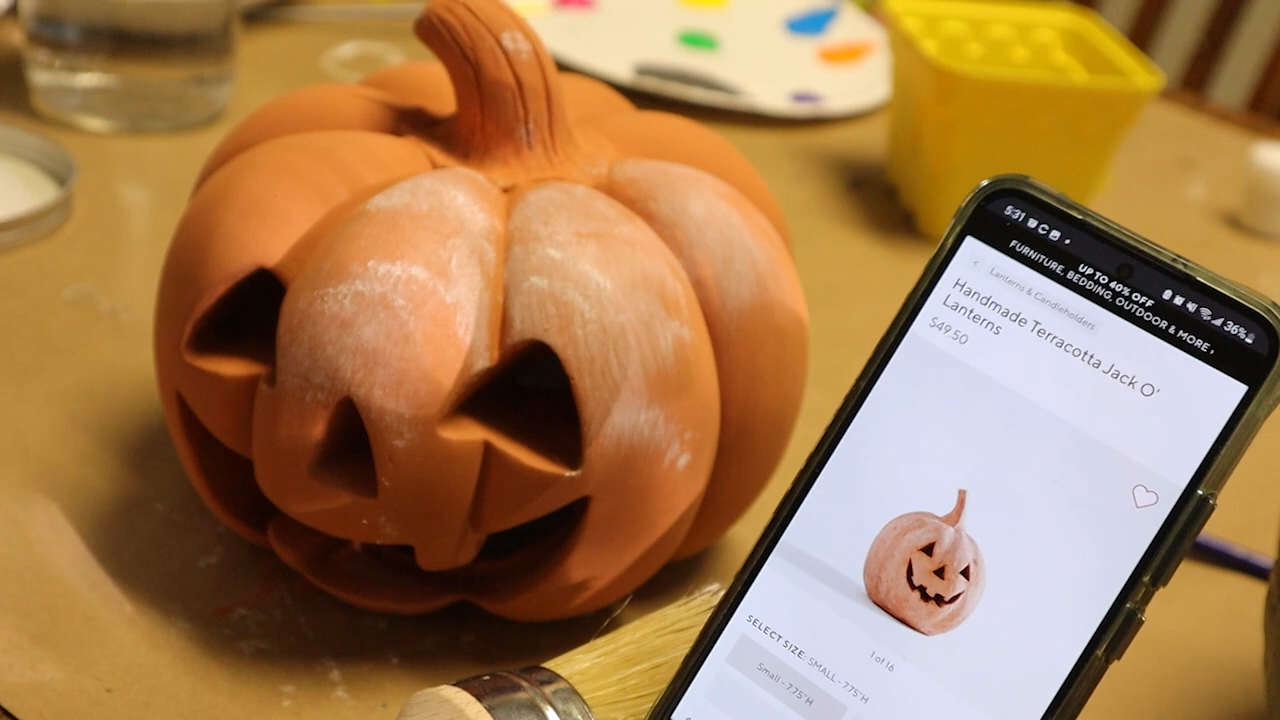 5:31
36%
UP TO 40% OFF
FURNITURE, BEDDING, OUTDOOR & MORE ›
< Lanterns & Candleholders
Handmade Terracotta Jack O'
Lanterns
$49.50
1 of 16
SELECT SIZE: SMALL - 7.75"H
Small - 7.75"H